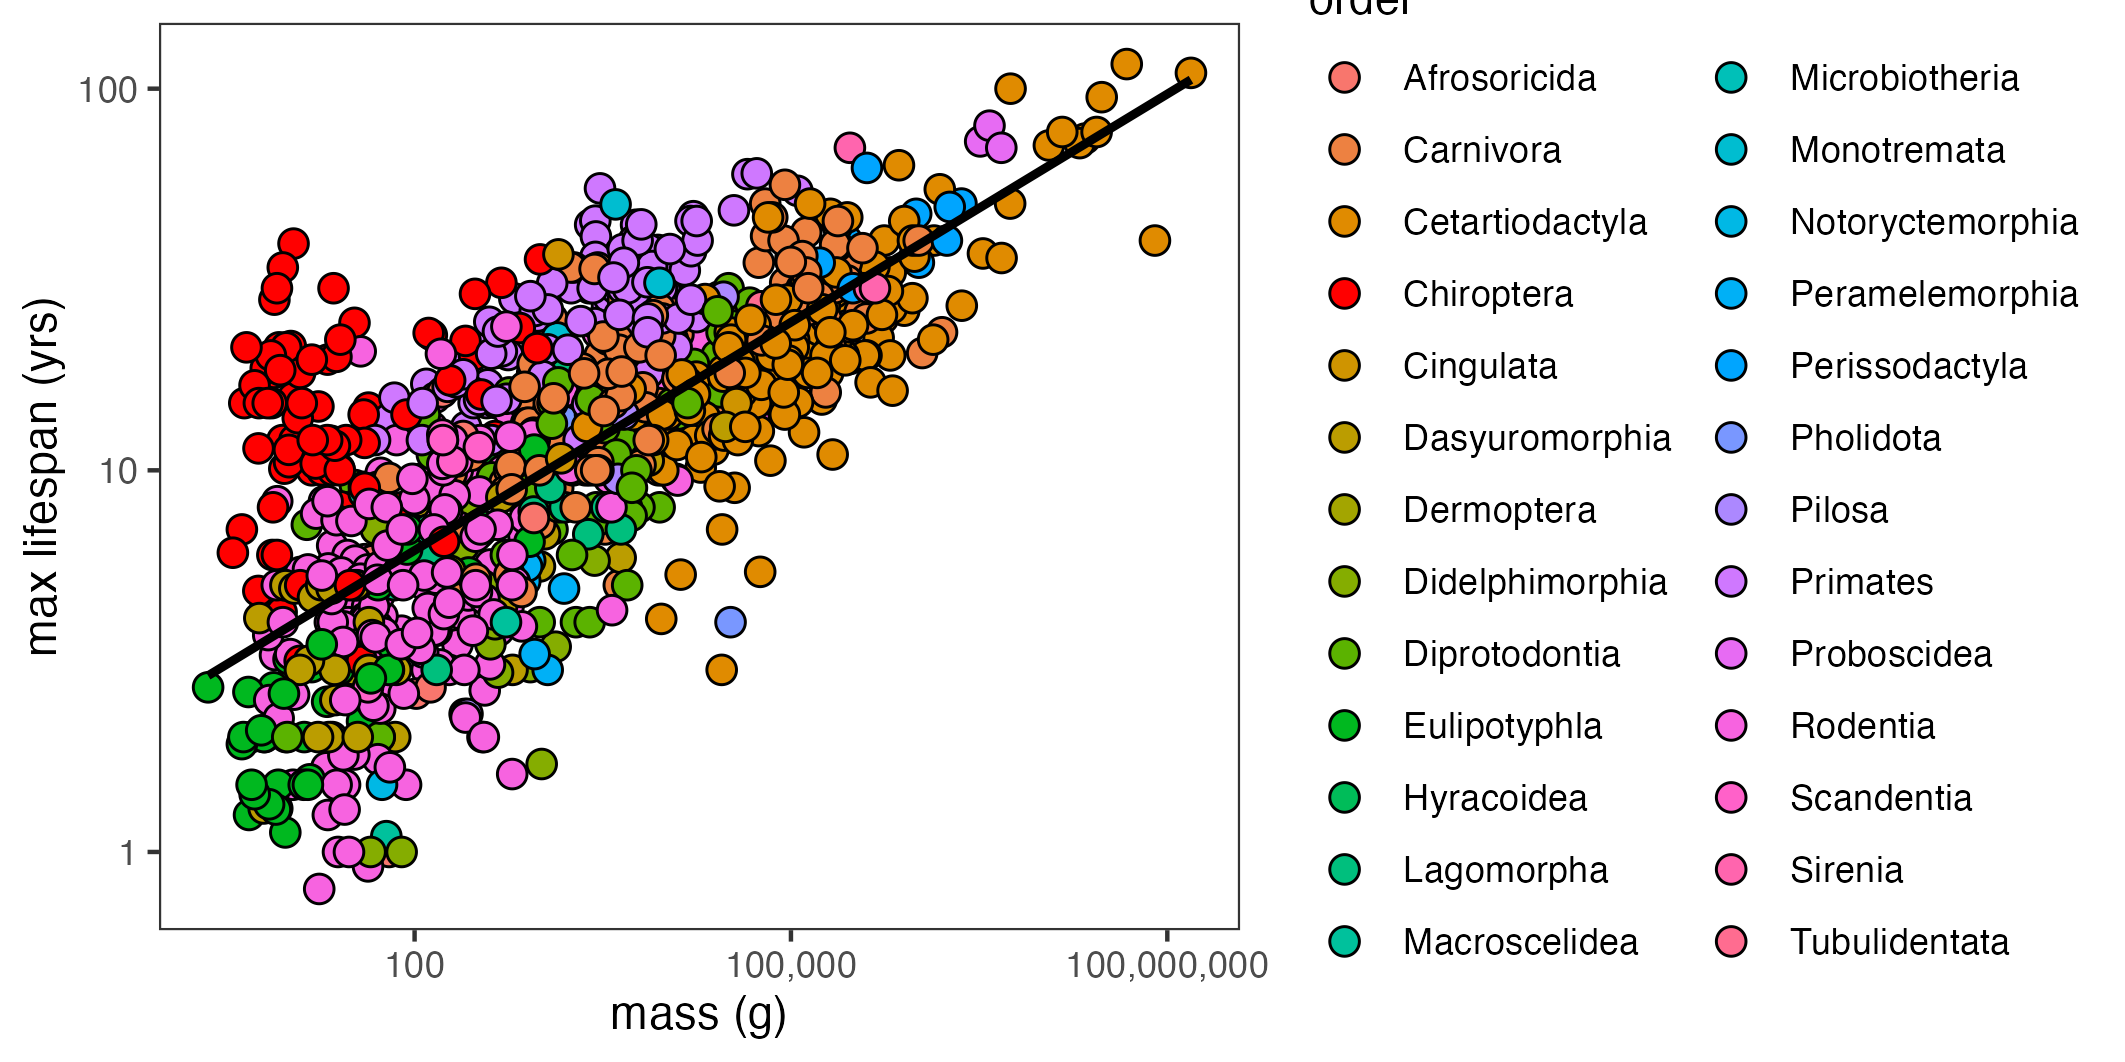 order
100
10
1
max lifespan (yrs)
100
100,000
100,000,000
mass (g)
Afrosoricida
Carnivora
Cetartiodactyla
Chiroptera
Cingulata
Dasyuromorphia
Dermoptera
Didelphimorphia
Diprotodontia
Eulipotyphla
Hyracoidea
Lagomorpha
Macroscelidea
Microbiotheria
Monotremata
Notoryctemorphia
Peramelemorphia
Perissodactyla
Pholidota
Pilosa
Primates
Proboscidea
Rodentia
Scandentia
Sirenia
Tubulidentata